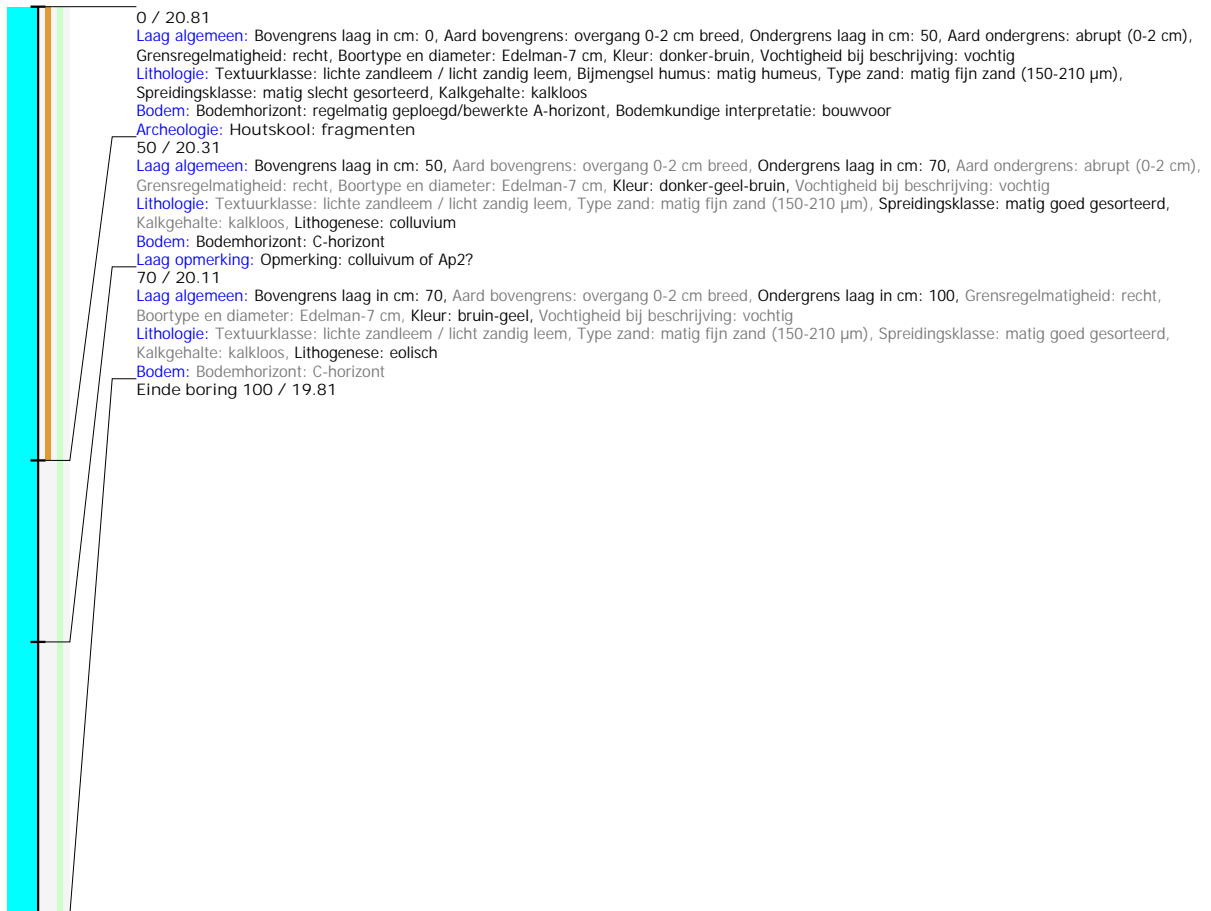 0 / 20.81
Laag algemeen: Bovengrens laag in cm: 0, Aard bovengrens: overgang 0-2 cm breed, Ondergrens laag in cm: 50, Aard ondergrens: abrupt (0-2 cm),
Grensregelmatigheid: recht, Boortype en diameter: Edelman-7 cm, Kleur: donker-bruin, Vochtigheid bij beschrijving: vochtig
Lithologie: Textuurklasse: lichte zandleem / licht zandig leem, Bijmengsel humus: matig humeus, Type zand: matig fijn zand (150-210 µm),
Spreidingsklasse: matig slecht gesorteerd, Kalkgehalte: kalkloos
Bodem: Bodemhorizont: regelmatig geploegd/bewerkte A-horizont, Bodemkundige interpretatie: bouwvoor
Archeologie: Houtskool: fragmenten
50 / 20.31
Laag algemeen: Bovengrens laag in cm: 50, Aard bovengrens: overgang 0-2 cm breed, Ondergrens laag in cm: 70, Aard ondergrens: abrupt (0-2 cm),
Grensregelmatigheid: recht, Boortype en diameter: Edelman-7 cm, Kleur: donker-geel-bruin, Vochtigheid bij beschrijving: vochtig
Lithologie: Textuurklasse: lichte zandleem / licht zandig leem, Type zand: matig fijn zand (150-210 µm), Spreidingsklasse: matig goed gesorteerd,
Kalkgehalte: kalkloos, Lithogenese: colluvium
Bodem: Bodemhorizont: C-horizont
Laag opmerking: Opmerking: colluivum of Ap2?
70 / 20.11
Laag algemeen: Bovengrens laag in cm: 70, Aard bovengrens: overgang 0-2 cm breed, Ondergrens laag in cm: 100, Grensregelmatigheid: recht,
Boortype en diameter: Edelman-7 cm, Kleur: bruin-geel, Vochtigheid bij beschrijving: vochtig
Lithologie: Textuurklasse: lichte zandleem / licht zandig leem, Type zand: matig fijn zand (150-210 µm), Spreidingsklasse: matig goed gesorteerd,
Kalkgehalte: kalkloos, Lithogenese: eolisch
Bodem: Bodemhorizont: C-horizont
Einde boring 100 / 19.81